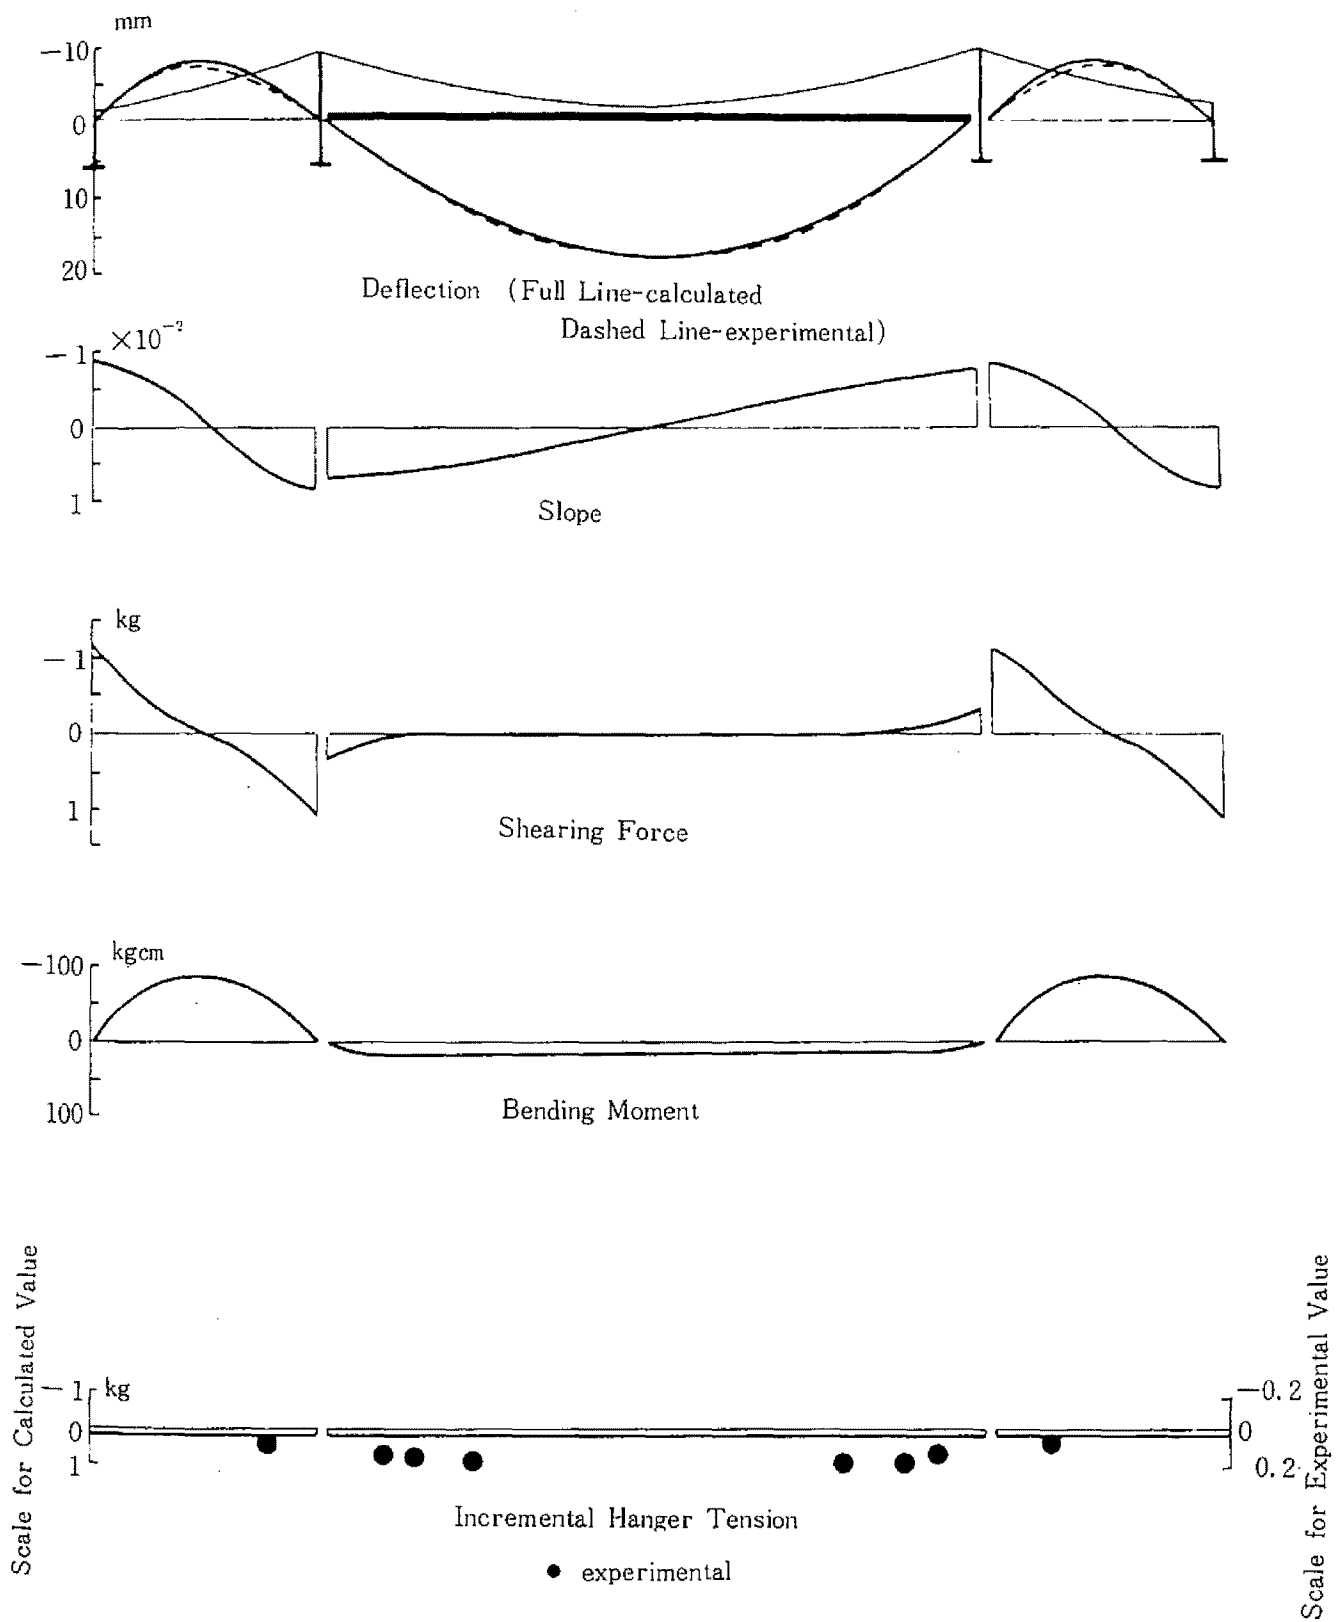 mm
−10
0
10
20
Deflection (Full Line-calculated
Dashed Line-experimental)
×10⁻²
−1
0
1
Slope
kg
−1
0
1
Shearing Force
kgcm
−100
0
100
Bending Moment
Scale for Calculated Value
−1 kg
0
1
−0.2
0
0.2
Scale for Experimental Value
Incremental Hanger Tension
● experimental